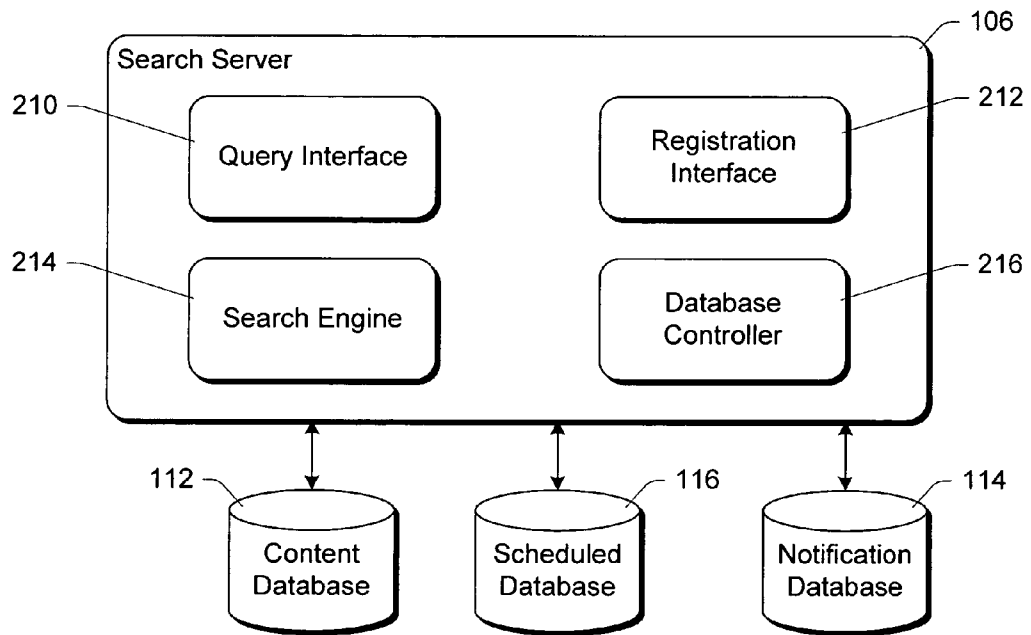 106
Search Server
210
212
Query Interface
Registration
Interface
214
216
Search Engine
Database
Controller
112
116
114
Content
Database
Scheduled
Database
Notification
Database